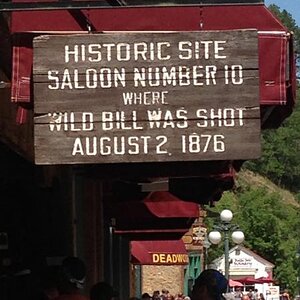 HISTORIC SITE
SALOON NUMBER 10
WHERE
WILD BILL WAS SHOT
AUGUST 2, 1876
DEADWO